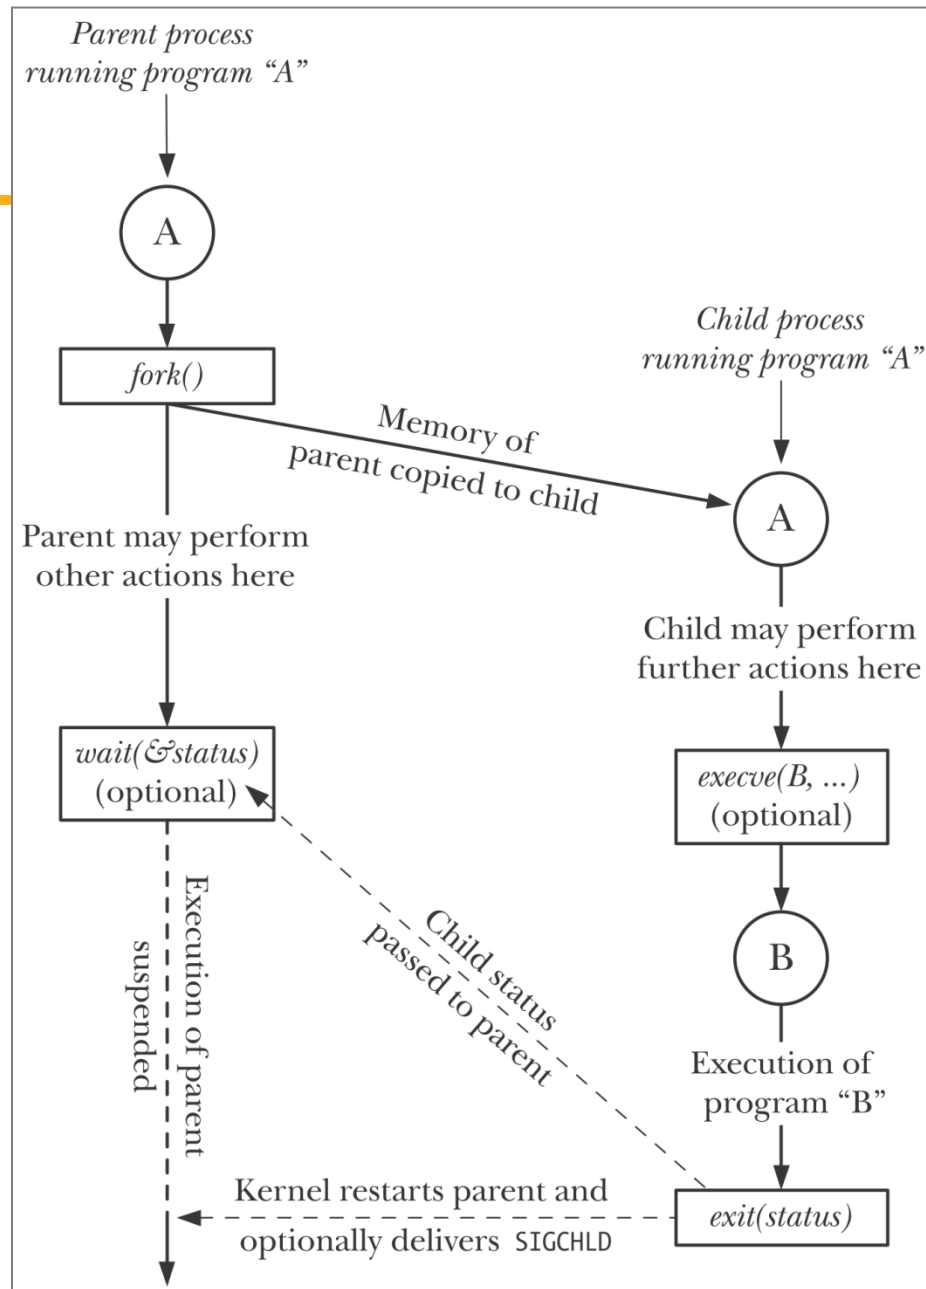 Parent process
running program “A”
A
fork()
Child process
running program “A”
Memory of
parent copied to child
A
Parent may perform
other actions here
Child may perform
further actions here
wait(&status)
(optional)
execve(B, ...)
(optional)
Execution of parent
suspended
Child status
passed to parent
B
Execution of
program “B”
Kernel restarts parent and
optionally delivers SIGCHLD
exit(status)